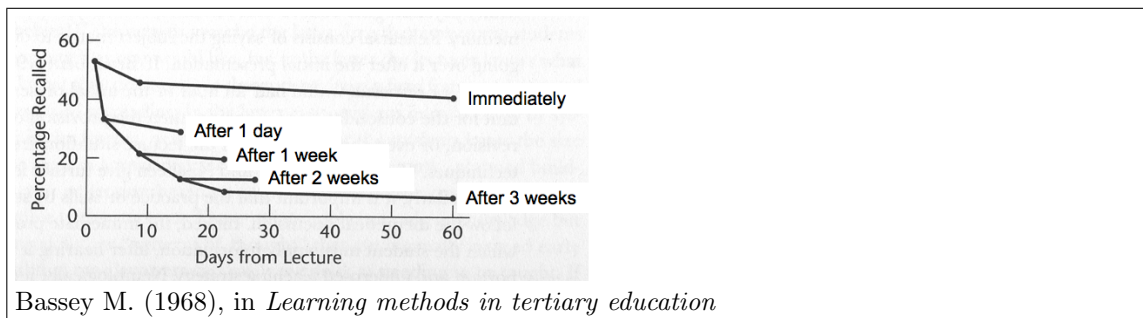 60
Percentage Recalled
40
Immediately
After 1 day
20
After 1 week
After 2 weeks
After 3 weeks
0
0 10 20 30 40 50 60
Days from Lecture
Bassey M. (1968), in Learning methods in tertiary education